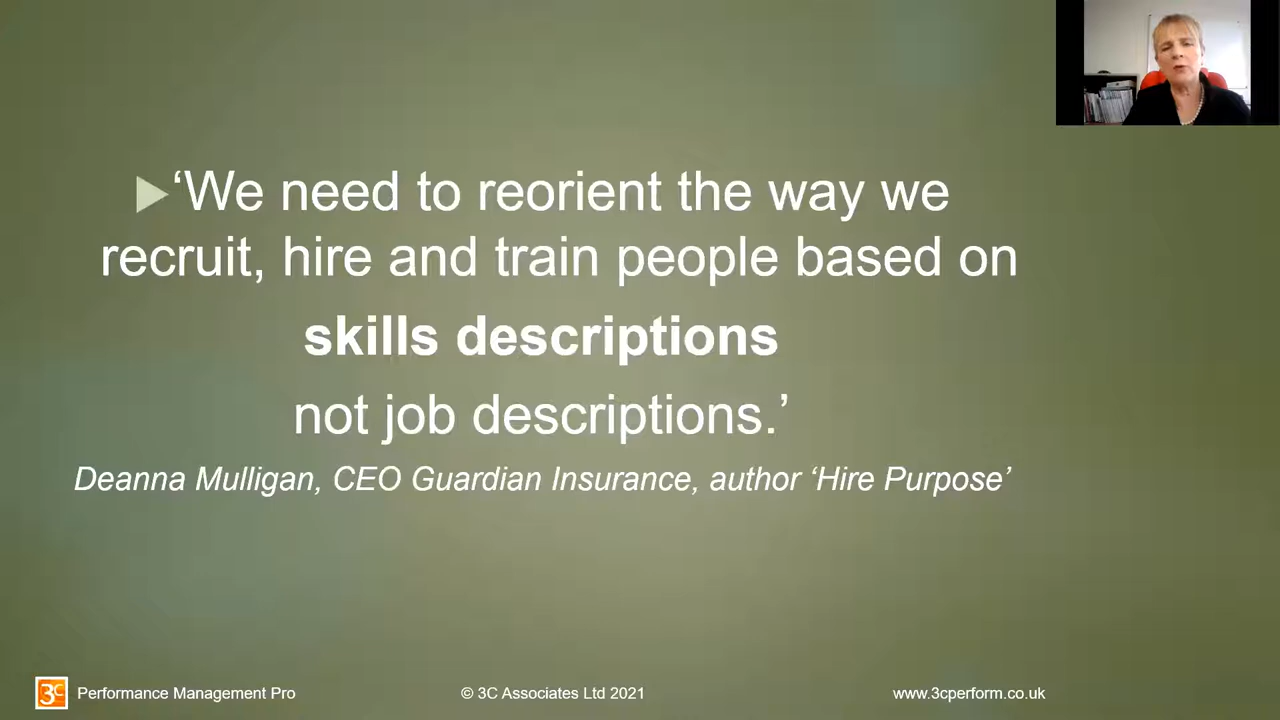 ‘We need to reorient the way we
recruit, hire and train people based on
skills descriptions
not job descriptions.’
Deanna Mulligan, CEO Guardian Insurance, author ‘Hire Purpose’
3C Performance Management Pro © 3C Associates Ltd 2021 www.3cperform.co.uk